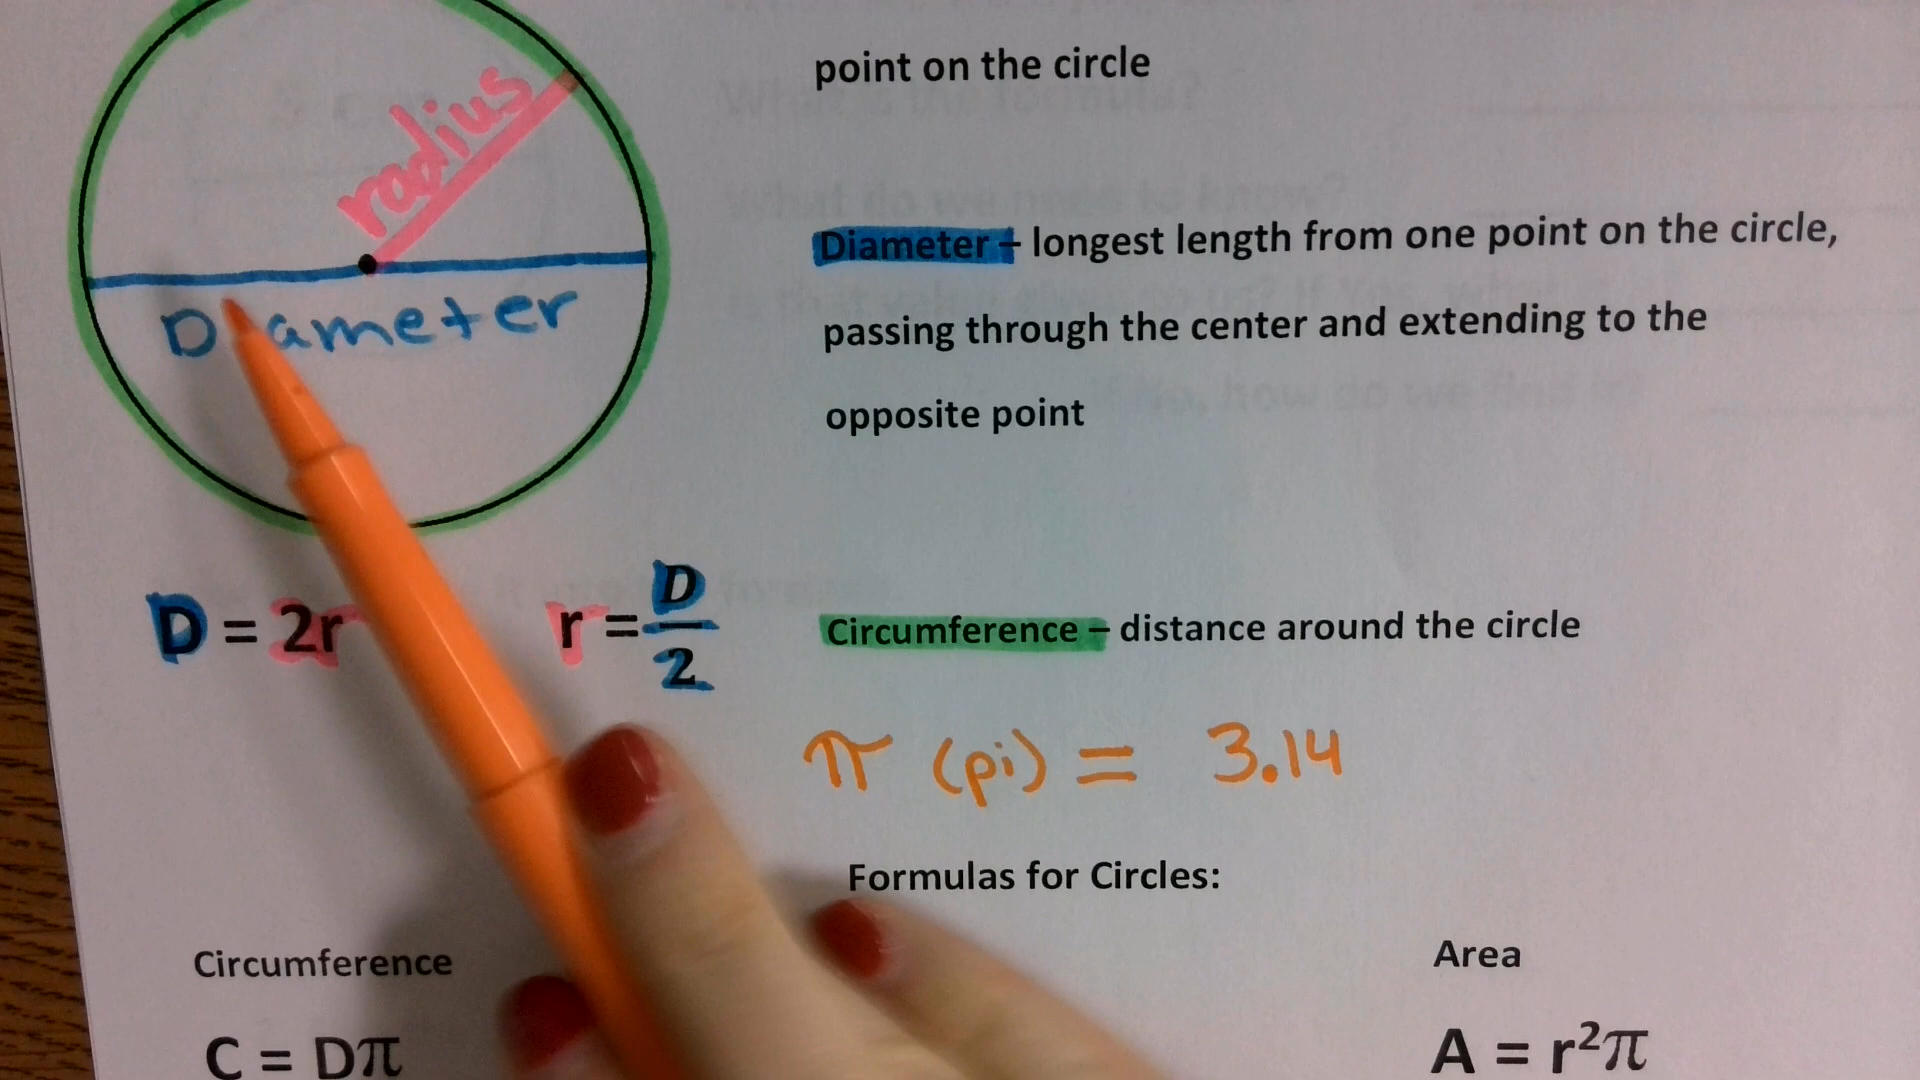 radius
point on the circle
Diameter – longest length from one point on the circle,
passing through the center and extending to the
opposite point
D ameter
D = 2r
r = D/2
Circumference – distance around the circle
π (pi) = 3.14
Formulas for Circles:
Circumference
Area
C = Dπ
A = r²π